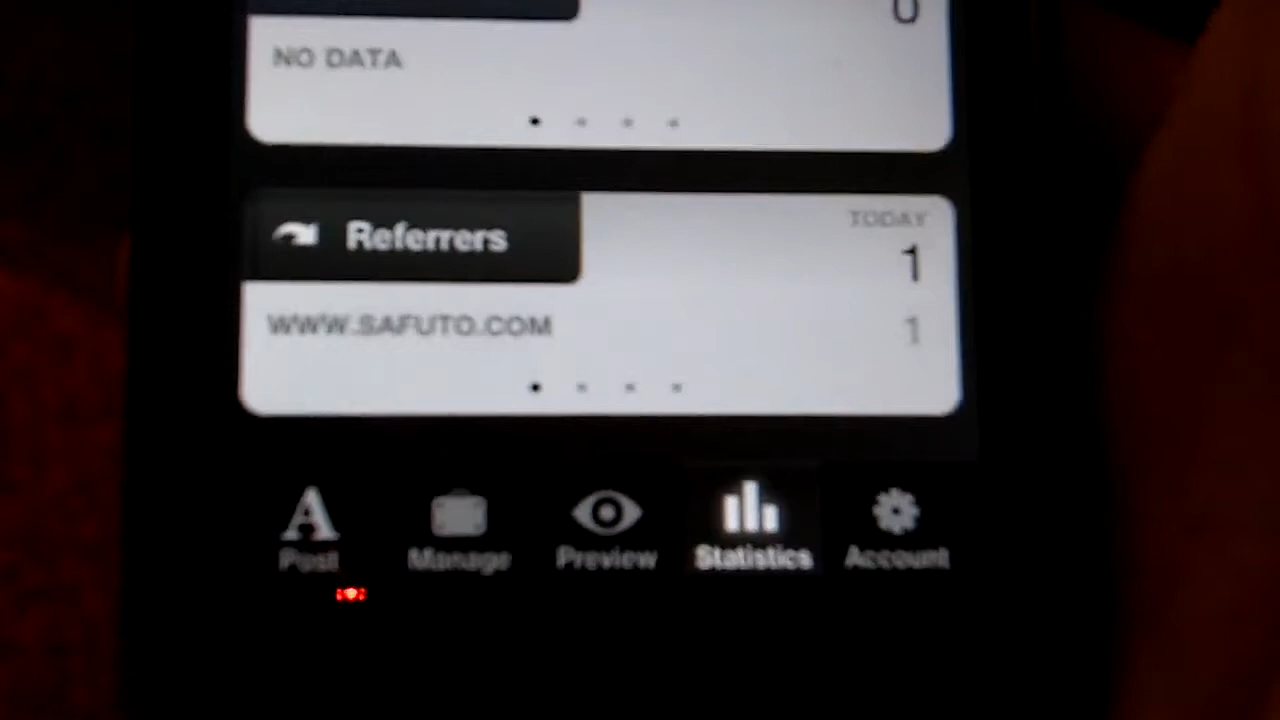 0
NO DATA
Referrers
TODAY
1
WWW.SAFUTO.COM 1
Post Manage Preview Statistics Account